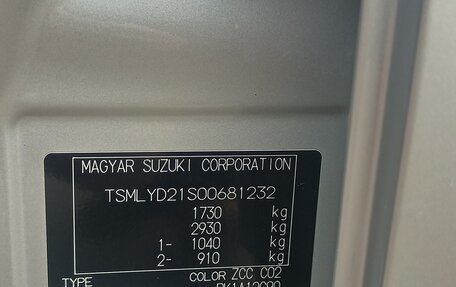 MAGYAR SUZUKI CORPORATION
TSMLYD21S00681232
1730 kg
2930 kg
1- 1040 kg
2- 910 kg
COLOR ZCC C02
TYPE